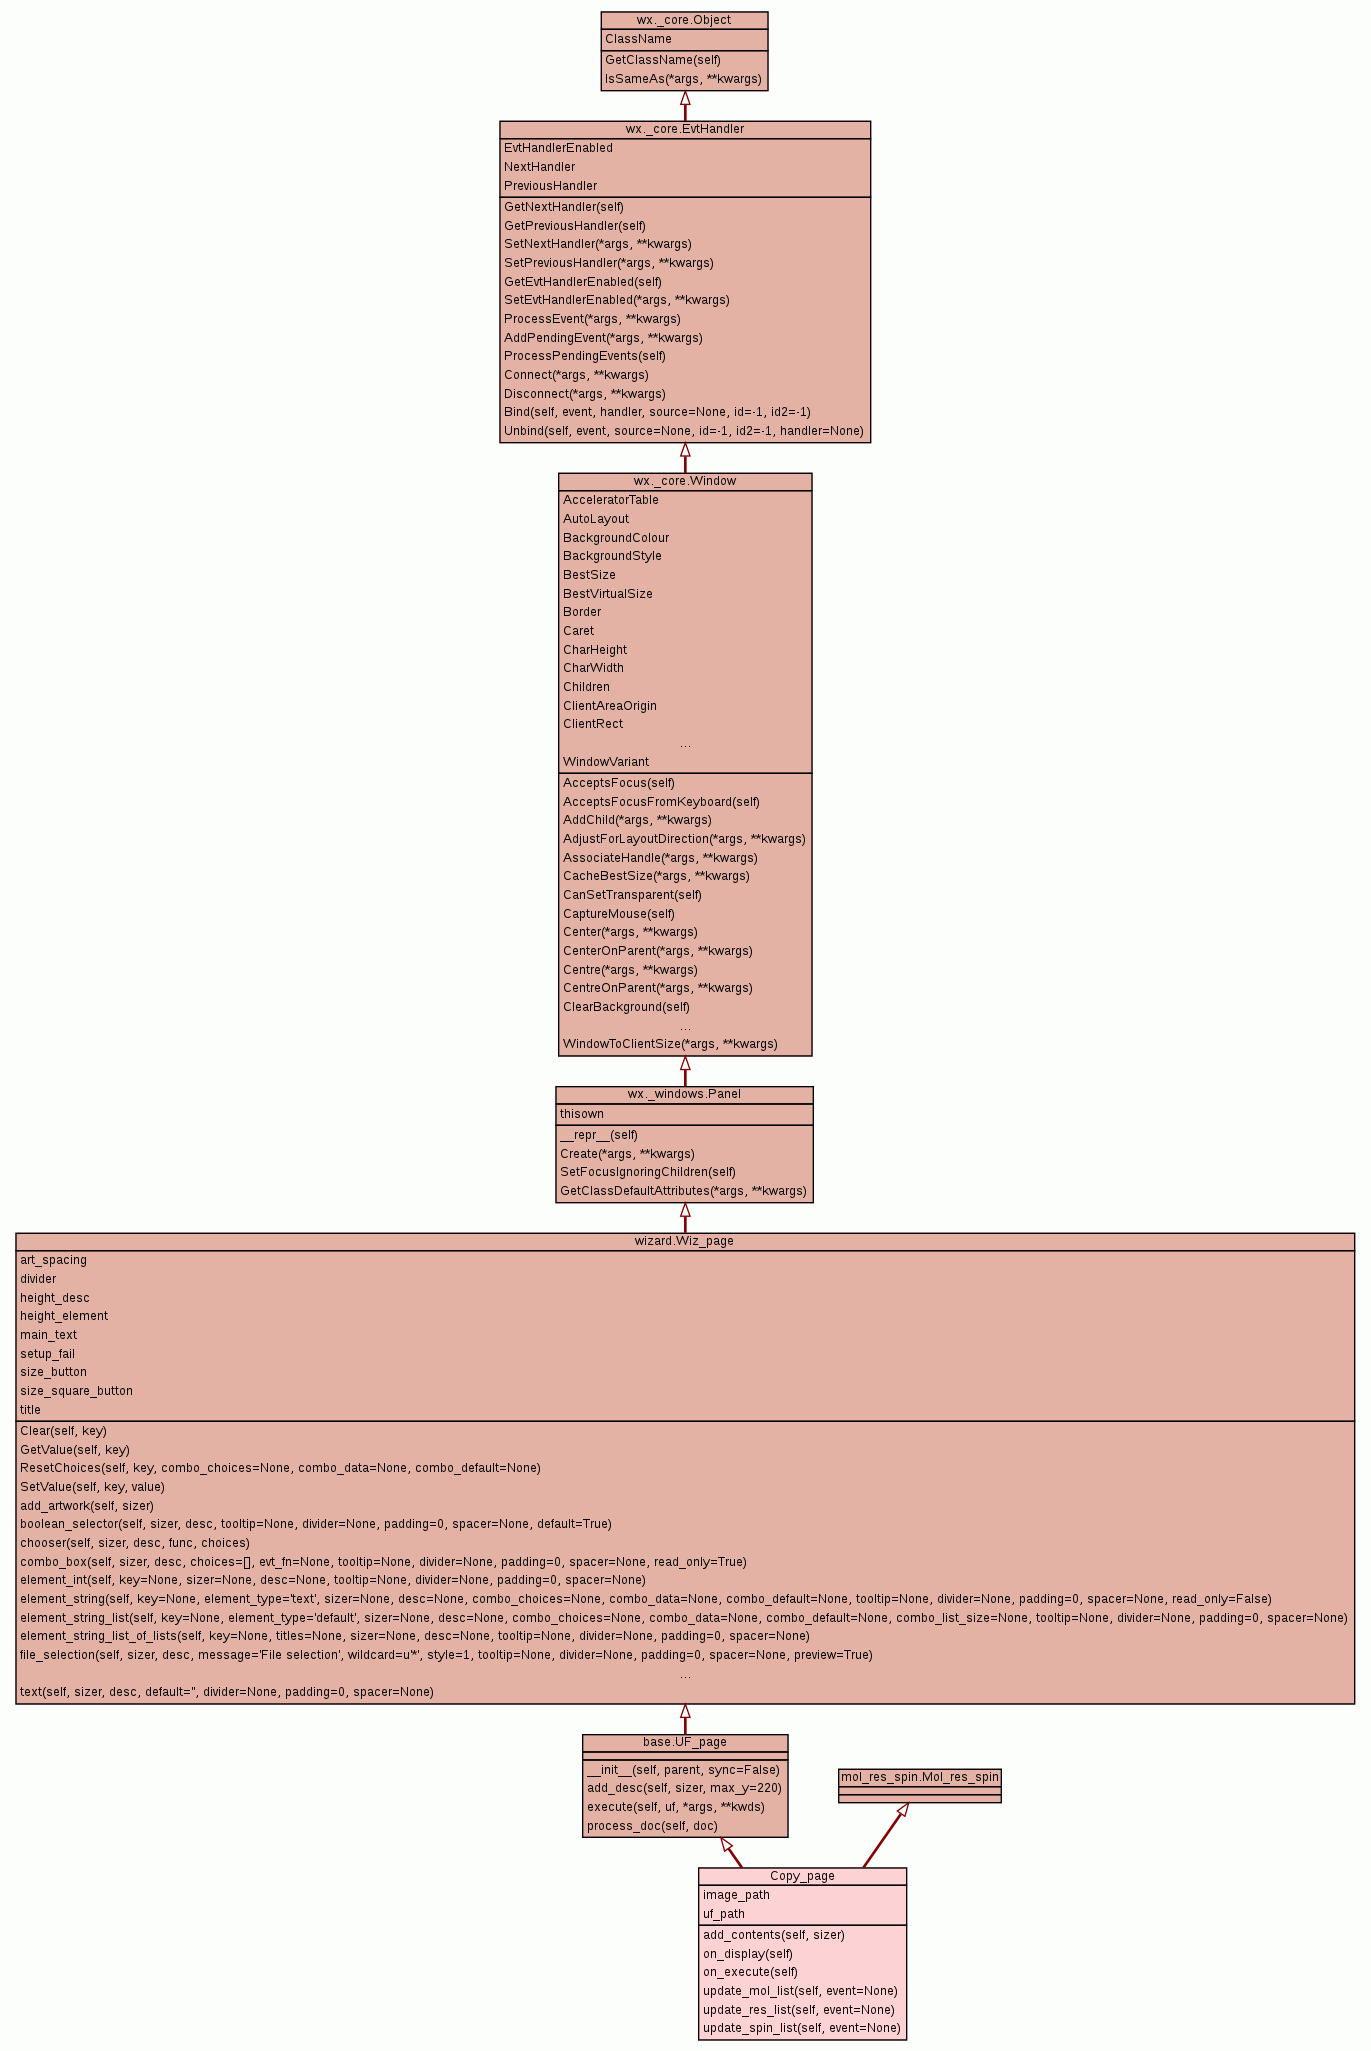 wx._core.Object
ClassName
GetClassName(self)
IsSameAs(*args, **kwargs)
wx._core.EvtHandler
EvtHandlerEnabled
NextHandler
PreviousHandler
GetNextHandler(self)
GetPreviousHandler(self)
SetNextHandler(*args, **kwargs)
SetPreviousHandler(*args, **kwargs)
GetEvtHandlerEnabled(self)
SetEvtHandlerEnabled(*args, **kwargs)
ProcessEvent(*args, **kwargs)
AddPendingEvent(*args, **kwargs)
ProcessPendingEvents(self)
Connect(*args, **kwargs)
Disconnect(*args, **kwargs)
Bind(self, event, handler, source=None, id=-1, id2=-1)
Unbind(self, event, source=None, id=-1, id2=-1, handler=None)
wx._core.Window
AcceleratorTable
AutoLayout
BackgroundColour
BackgroundStyle
BestSize
BestVirtualSize
Border
Caret
CharHeight
CharWidth
Children
ClientAreaOrigin
ClientRect
...
WindowVariant
AcceptsFocus(self)
AcceptsFocusFromKeyboard(self)
AddChild(*args, **kwargs)
AdjustForLayoutDirection(*args, **kwargs)
AssociateHandle(*args, **kwargs)
CacheBestSize(*args, **kwargs)
CanSetTransparent(self)
CaptureMouse(self)
Center(*args, **kwargs)
CenterOnParent(*args, **kwargs)
Centre(*args, **kwargs)
CentreOnParent(*args, **kwargs)
ClearBackground(self)
...
WindowToClientSize(*args, **kwargs)
wx._windows.Panel
thisown
__repr__(self)
Create(*args, **kwargs)
SetFocusIgnoringChildren(self)
GetClassDefaultAttributes(*args, **kwargs)
wizard.Wiz_page
art_spacing
divider
height_desc
height_element
main_text
setup_fail
size_button
size_square_button
title
Clear(self, key)
GetValue(self, key)
ResetChoices(self, key, combo_choices=None, combo_data=None, combo_default=None)
SetValue(self, key, value)
add_artwork(self, sizer)
boolean_selector(self, sizer, desc, tooltip=None, divider=None, padding=0, spacer=None, default=True)
chooser(self, sizer, desc, func, choices)
combo_box(self, sizer, desc, choices=[], evt_fn=None, tooltip=None, divider=None, padding=0, spacer=None, read_only=True)
element_int(self, key=None, sizer=None, desc=None, tooltip=None, divider=None, padding=0, spacer=None)
element_string(self, key=None, element_type='text', sizer=None, desc=None, combo_choices=None, combo_data=None, combo_default=None, tooltip=None, divider=None, padding=0, spacer=None, read_only=False)
element_string_list(self, key=None, element_type='default', sizer=None, desc=None, combo_choices=None, combo_data=None, combo_default=None, combo_list_size=None, tooltip=None, divider=None, padding=0, spacer=None)
element_string_list_of_lists(self, key=None, titles=None, sizer=None, desc=None, tooltip=None, divider=None, padding=0, spacer=None)
file_selection(self, sizer, desc, message='File selection', wildcard=u'*', style=1, tooltip=None, divider=None, padding=0, spacer=None, preview=True)
...
text(self, sizer, desc, default='', divider=None, padding=0, spacer=None)
base.UF_page
__init__(self, parent, sync=False)
add_desc(self, sizer, max_y=220)
execute(self, uf, *args, **kwds)
process_doc(self, doc)
mol_res_spin.Mol_res_spin
Copy_page
image_path
uf_path
add_contents(self, sizer)
on_display(self)
on_execute(self)
update_mol_list(self, event=None)
update_res_list(self, event=None)
update_spin_list(self, event=None)